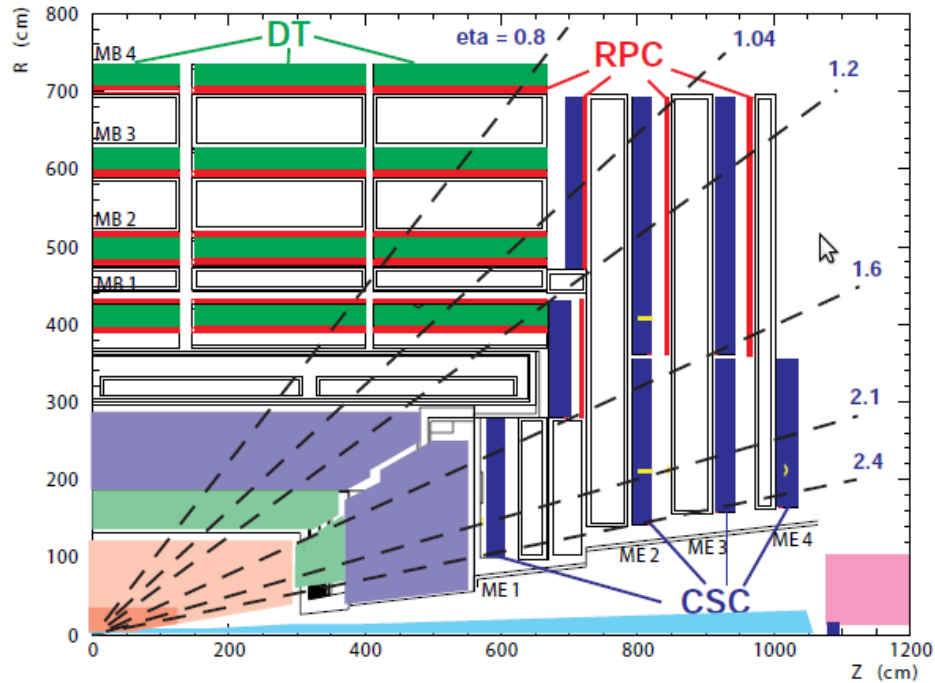 R (cm)
800
700
600
500
400
300
200
100
0
MB 4
MB 3
MB 2
MB 1
DT
eta = 0.8
RPC
1.04
1.2
1.6
2.1
2.4
ME 1
ME 2
ME 3
ME 4
CSC
0
200
400
600
800
1000
1200
Z (cm)